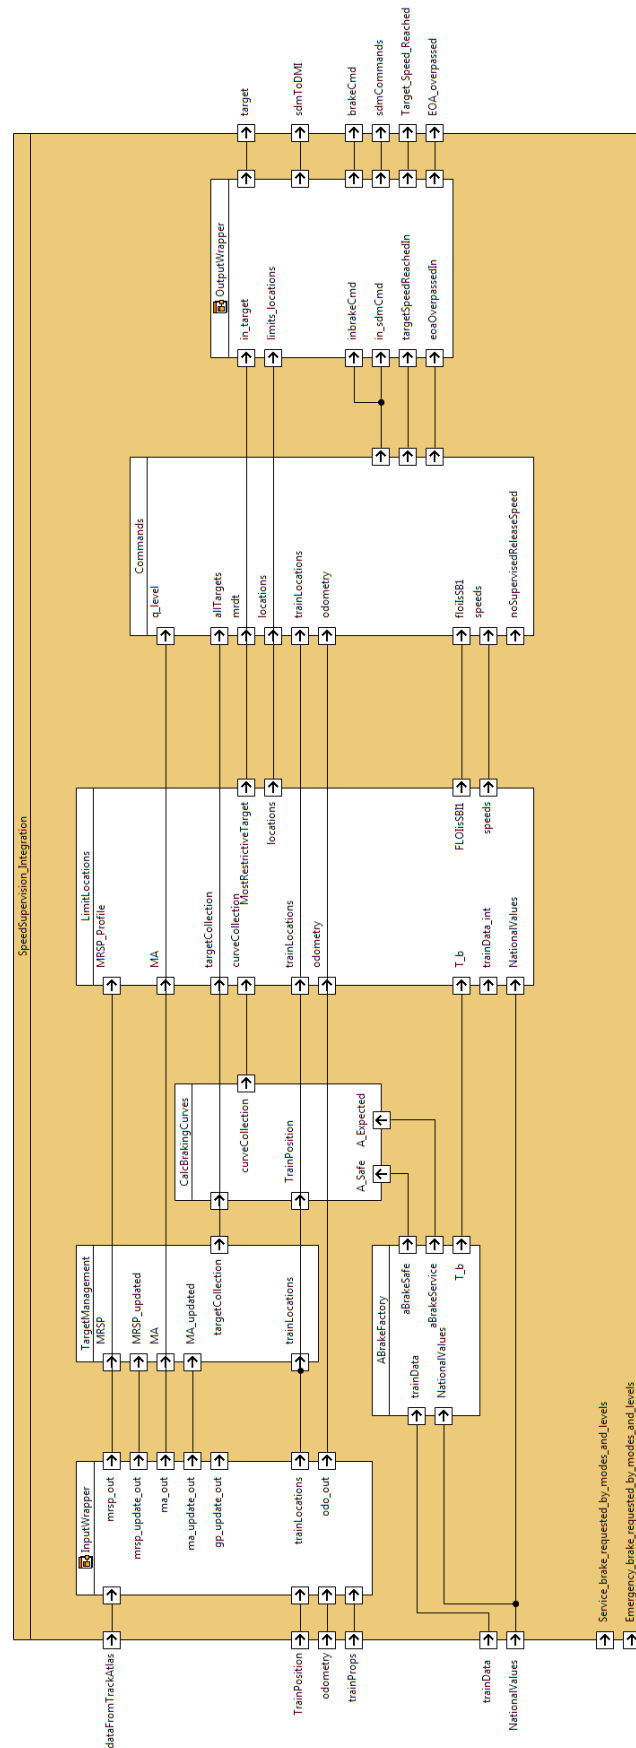 SpeedSupervision_Integration
dataFromTrackAtlas
TrainPosition
odometry
trainProps
trainData
NationalValues
Service_brake_requested_by_modes_and_levels
Emergency_brake_requested_by_modes_and_levels
InputWrapper
mrsp_out
mrsp_update_out
ma_out
ma_update_out
gp_update_out
trainLocations
odo_out
TargetManagement
MRSP
MRSP_updated
MA
MA_updated
targetCollection
trainLocations
ABrakeFactory
trainData
NationalValues
aBrakeSafe
aBrakeService
T_b
CalcBrakingCurves
curveCollection
TrainPosition
A_Safe
A_Expected
LimitLocations
MRSP_Profile
MA
targetCollection
curveCollection
trainLocations
odometry
T_b
trainData_int
NationalValues
MostRestrictiveTarget
locations
FLOIisSBI1
speeds
Commands
q_level
allTargets
mrdt
locations
trainLocations
odometry
floiIsSB1
speeds
noSupervisedReleaseSpeed
OutputWrapper
in_target
limits_locations
inbrakeCmd
in_sdmCmd
targetSpeedReachedIn
eoaOverpassedIn
target
sdmToDMI
brakeCmd
sdmCommands
Target_Speed_Reached
EOA_overpassed